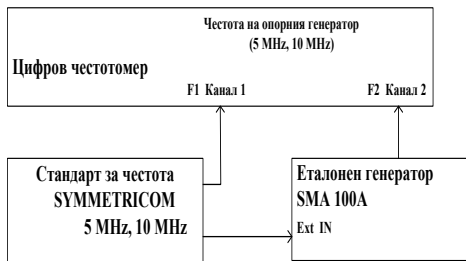 Честота на опорния генератор
(5 MHz, 10 MHz)
Цифров честотомер
F1 Канал 1
F2 Канал 2
Стандарт за честота
SYMMETRICOM
5 MHz, 10 MHz
Еталонен генератор
SMA 100A
Ext IN